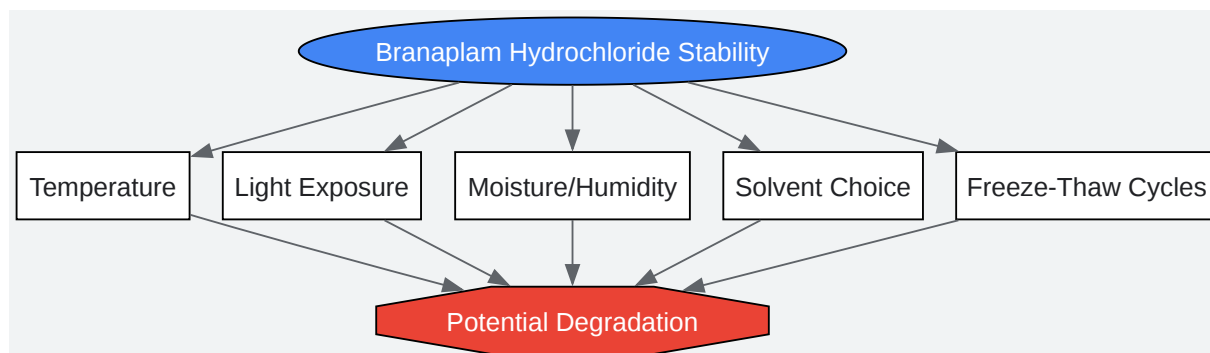 Branaplam Hydrochloride Stability
Temperature
Light Exposure
Moisture/Humidity
Solvent Choice
Freeze-Thaw Cycles
Potential Degradation